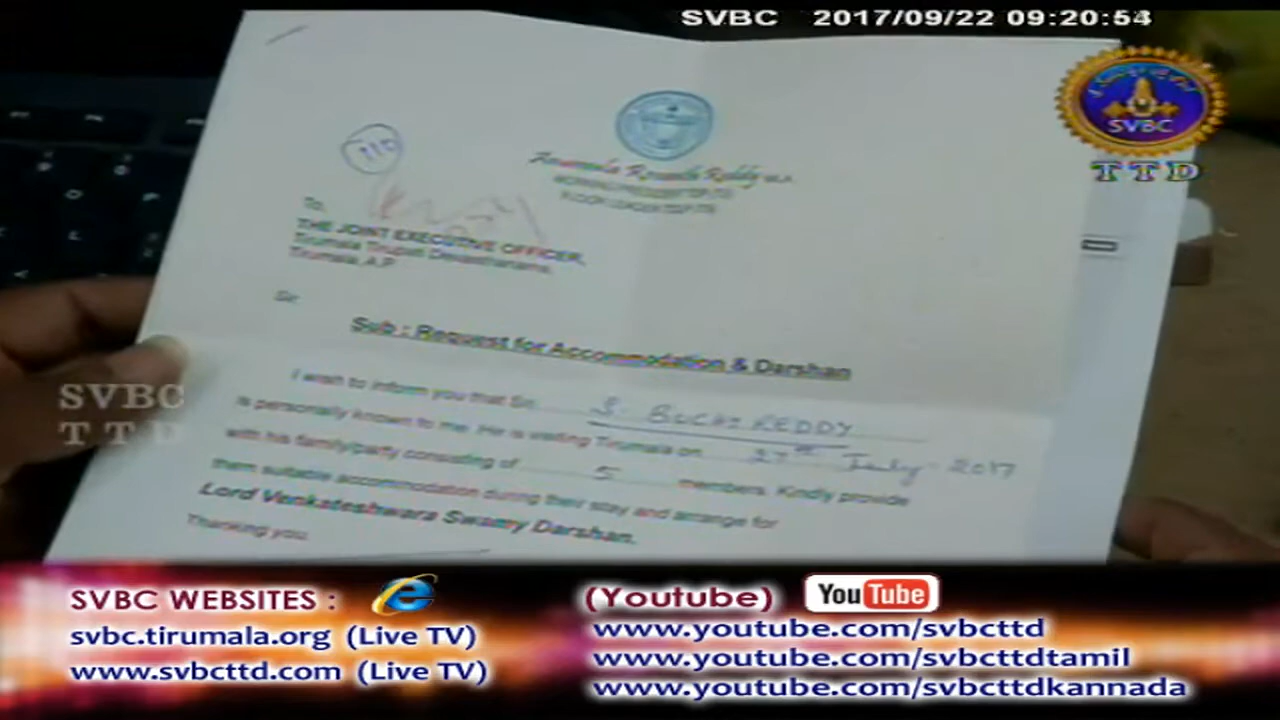 SVBC 2017/09/22 09:20:54
SVBC
TTD
110
To,
THE JOINT EXECUTIVE OFFICER,
Tirumala Tirupati Devasthanams,
Tirumala, A.P
Sir
Sub : Request for Accommodation & Darshan
I wish to inform you that Sri S. BUCHI REDDY
is personally known to me. He is visiting Tirumala on 27th July - 2017
with his family/party consisting of 5 members. Kindly provide
them suitable accommodation during their stay and arrange for
Lord Venkateshwara Swamy Darshan.
Thanking you.
SVBC
TTD
SVBC WEBSITES :
svbc.tirumala.org (Live TV)
www.svbcttd.com (Live TV)
(Youtube) YouTube
www.youtube.com/svbcttd
www.youtube.com/svbcttdtamil
www.youtube.com/svbcttdkannada